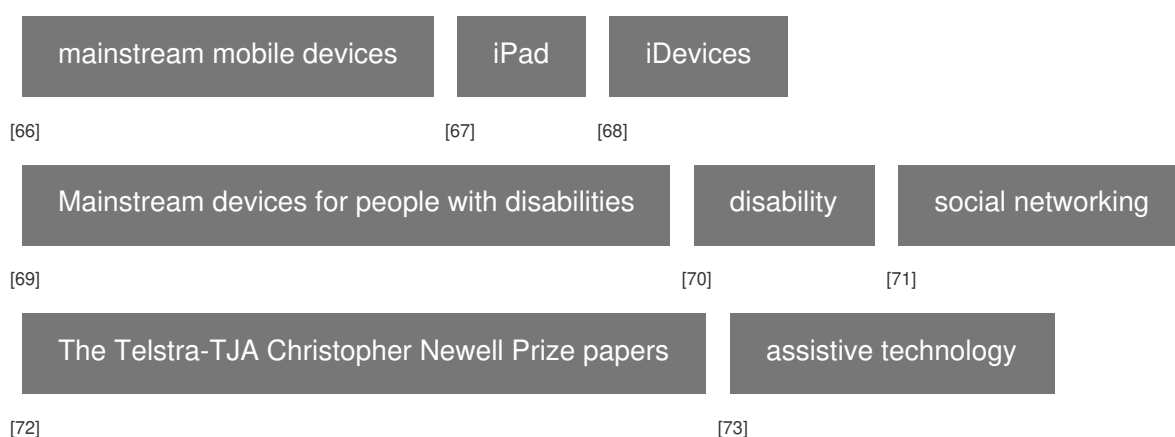 mainstream mobile devices iPad iDevices
[66] [67] [68]
Mainstream devices for people with disabilities disability social networking
[69] [70] [71]
The Telstra-TJA Christopher Newell Prize papers assistive technology
[72] [73]